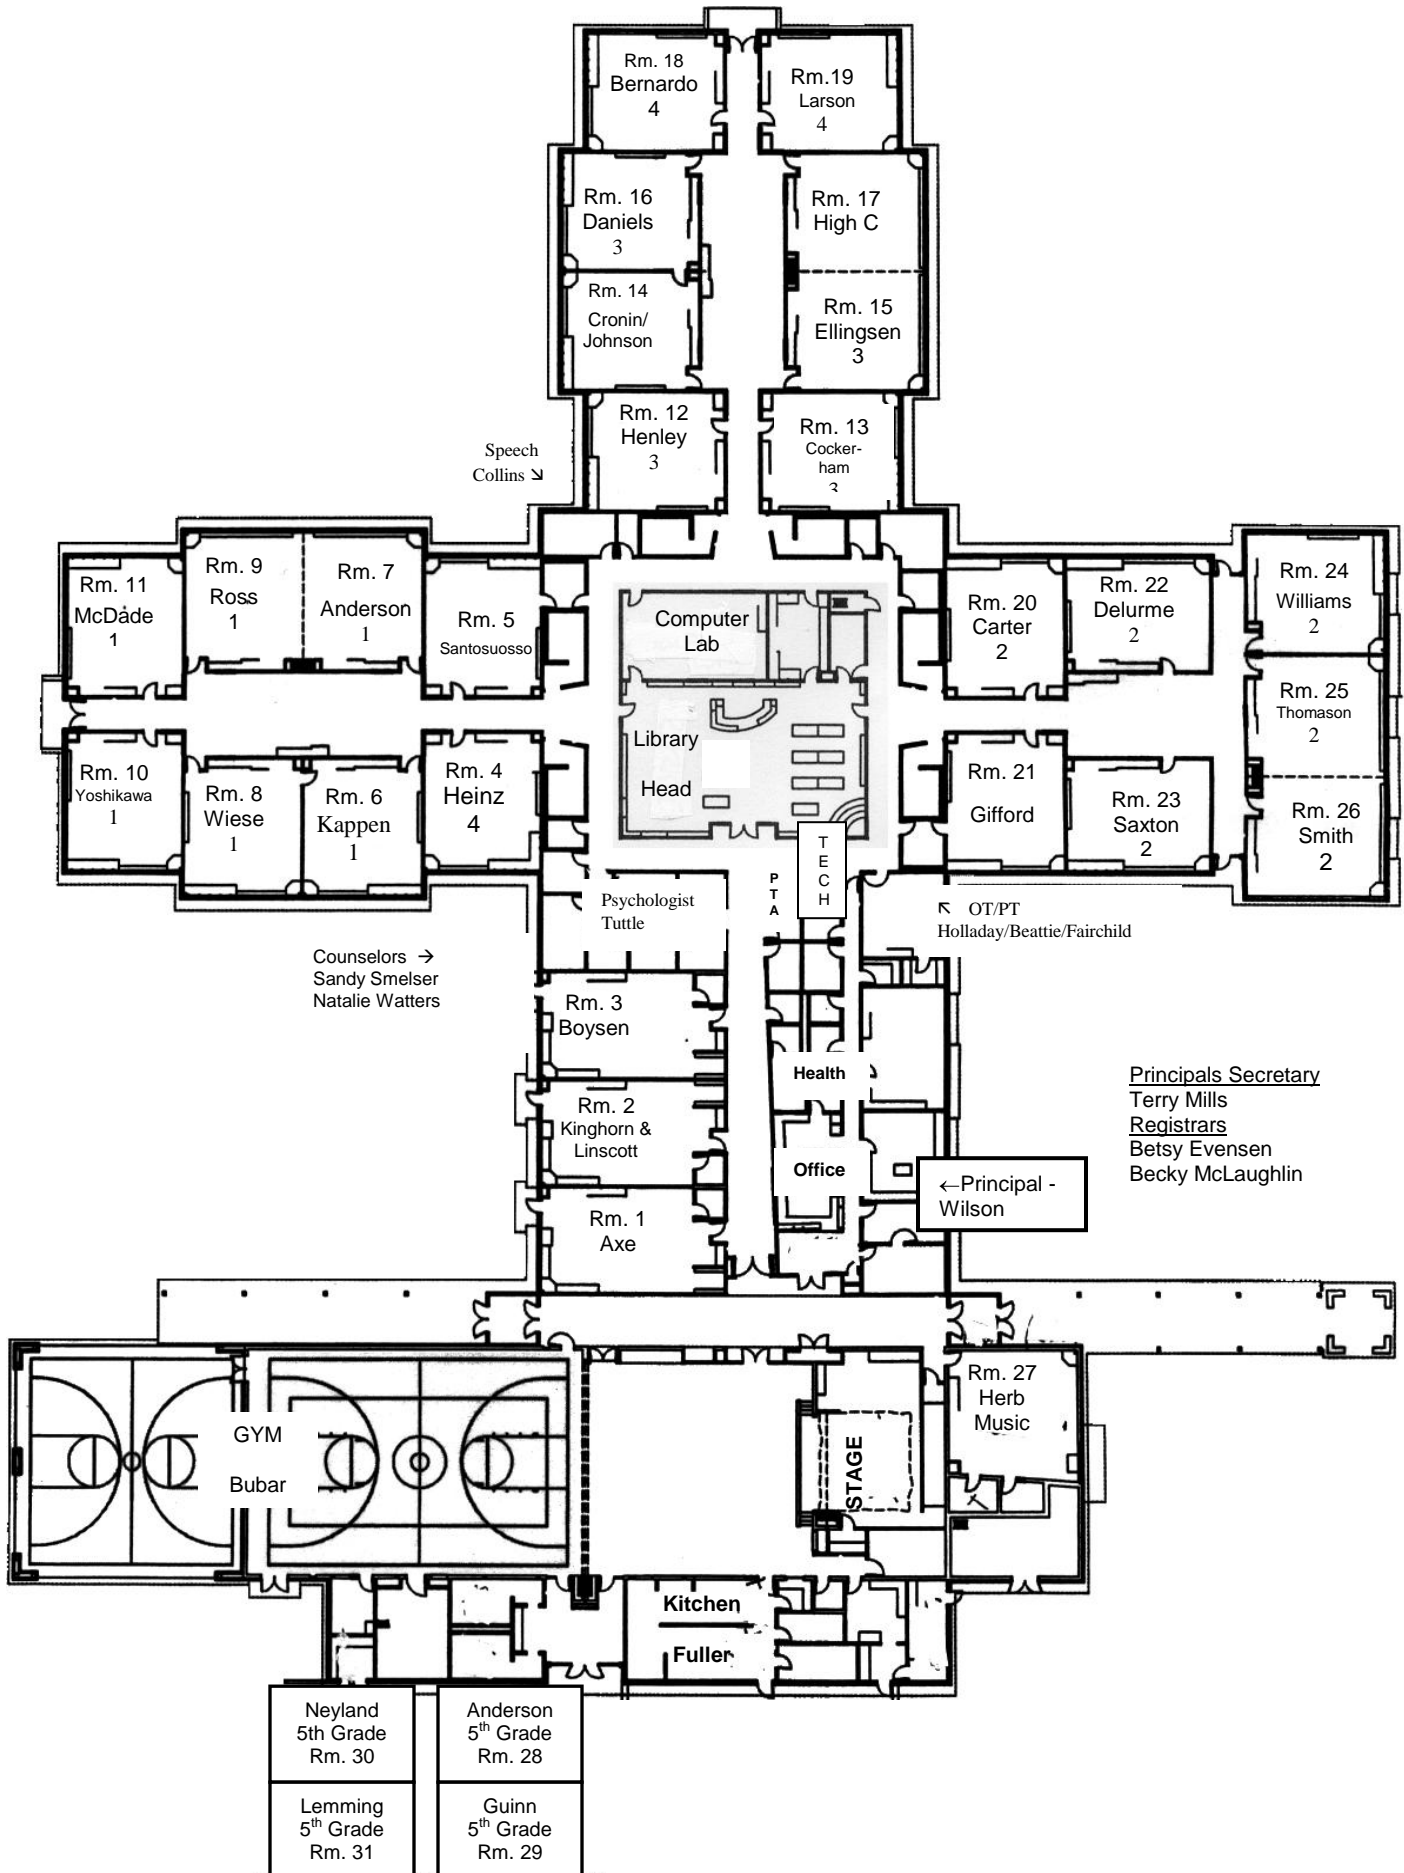 Rm. 18
Bernardo
4
Rm.19
Larson
4
Rm. 16
Daniels
3
Rm. 17
High C
Rm. 14
Cronin/
Johnson
Rm. 15
Ellingsen
3
Rm. 12
Henley
3
Rm. 13
Cocker-
ham
3
Speech
Collins ↘
Rm. 11
McDade
1
Rm. 9
Ross
1
Rm. 7
Anderson
1
Rm. 5
Santosuosso
Computer
Lab
Library
Head
Rm. 20
Carter
2
Rm. 22
Delurme
2
Rm. 24
Williams
2
Rm. 25
Thomason
2
Rm. 26
Smith
2
Rm. 10
Yoshikawa
1
Rm. 8
Wiese
1
Rm. 6
Kappen
1
Rm. 4
Heinz
4
Rm. 21
Gifford
Rm. 23
Saxton
2
TECH
PTA
Psychologist
Tuttle
↖ OT/PT
Holladay/Beattie/Fairchild
Counselors →
Sandy Smelser
Natalie Watters
Rm. 3
Boysen
Rm. 2
Kinghorn &
Linscott
Rm. 1
Axe
Health
Office
←Principal -
Wilson
Principals Secretary
Terry Mills
Registrars
Betsy Evensen
Becky McLaughlin
GYM
Bubar
STAGE
Rm. 27
Herb
Music
Kitchen
Fuller
Neyland
5th Grade
Rm. 30
Anderson
5th Grade
Rm. 28
Lemming
5th Grade
Rm. 31
Guinn
5th Grade
Rm. 29